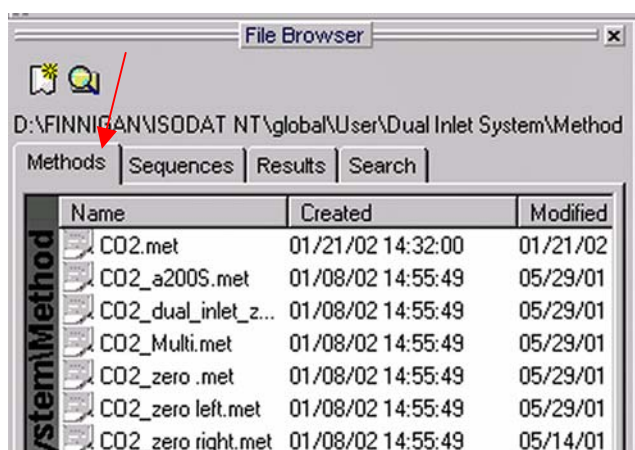 File Browser
D:\FINNIGAN\ISODAT NT\global\User\Dual Inlet System\Method
Methods Sequences Results Search
Name Created Modified
CO2.met 01/21/02 14:32:00 01/21/02
CO2_a200S.met 01/08/02 14:55:49 05/29/01
CO2_dual_inlet_z... 01/08/02 14:55:49 05/29/01
CO2_Multi.met 01/08/02 14:55:49 05/29/01
CO2_zero .met 01/08/02 14:55:49 05/29/01
CO2_zero left.met 01/08/02 14:55:49 05/29/01
CO2_zero right.met 01/08/02 14:55:49 05/14/01
ystem\Method